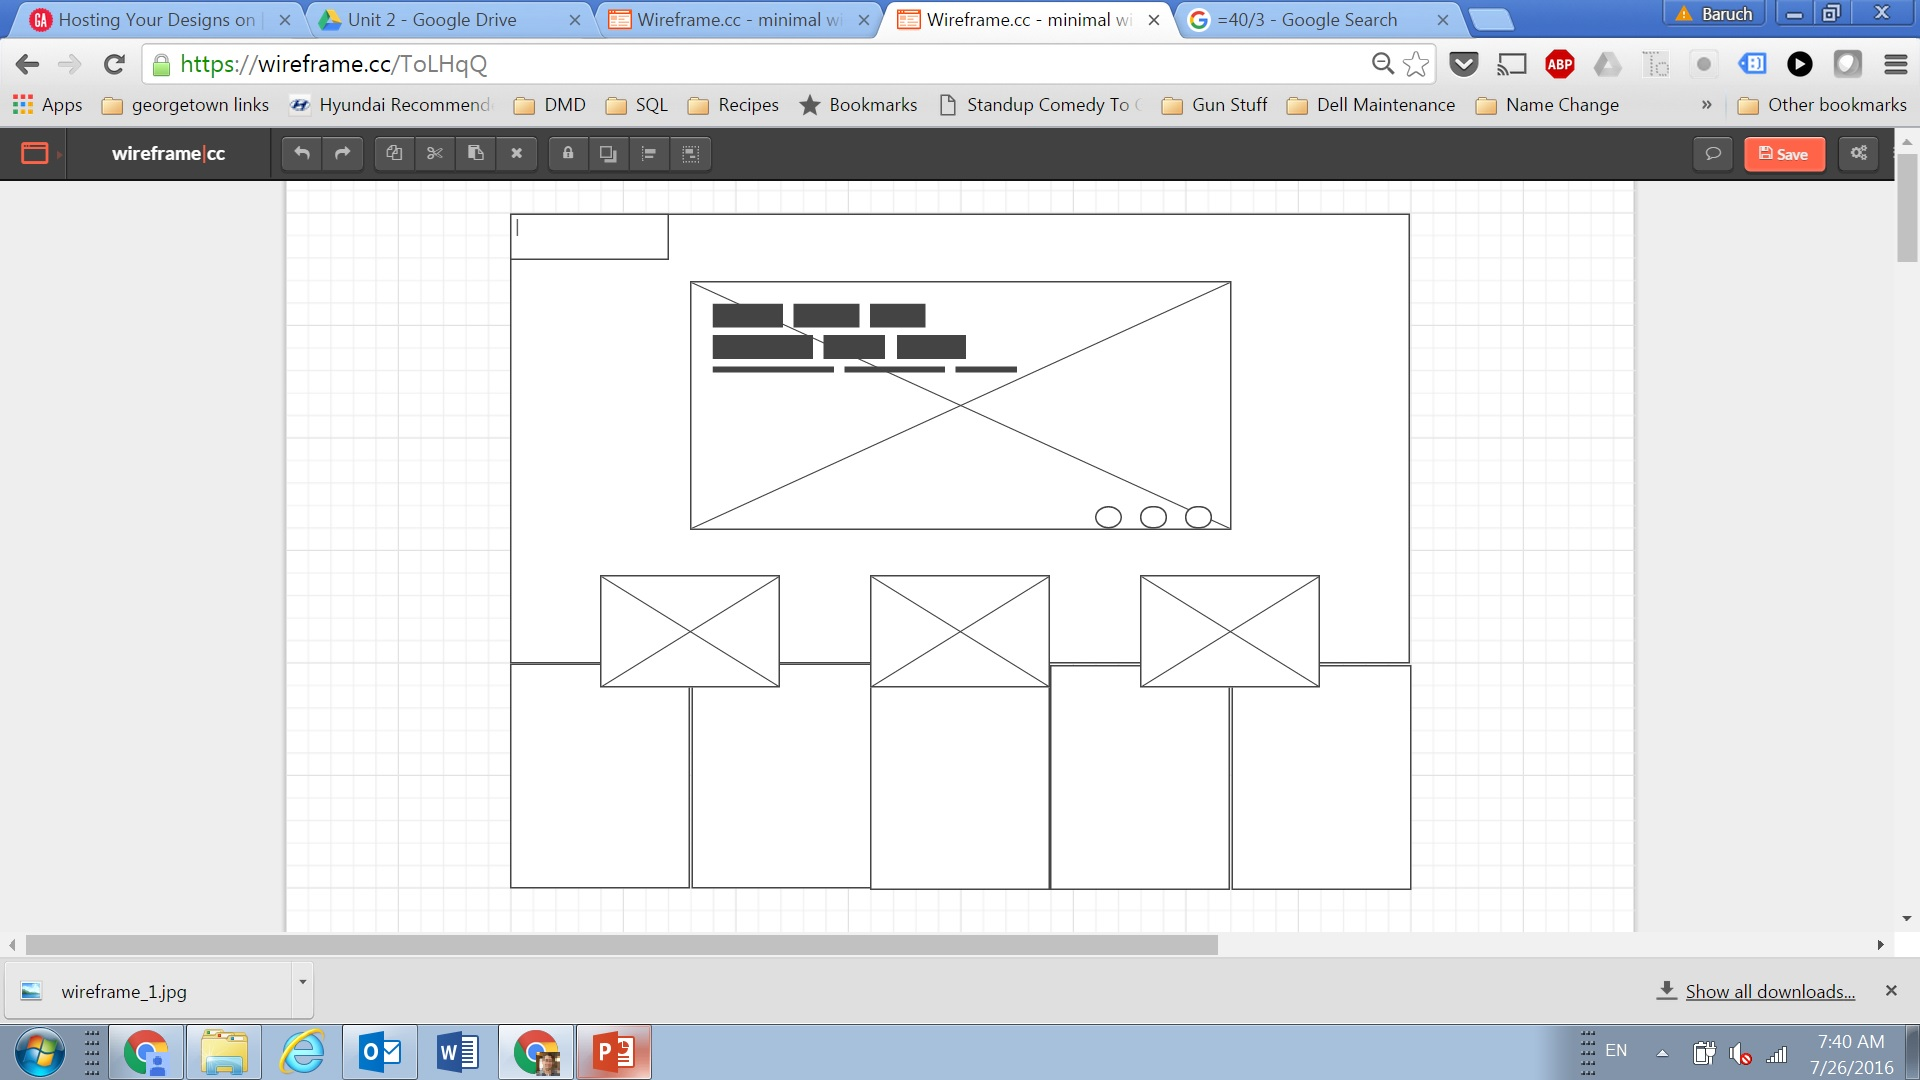 Hosting Your Designs on
Unit 2 - Google Drive
Wireframe.cc - minimal wi
Wireframe.cc - minimal wi
=40/3 - Google Search
Baruch
https://wireframe.cc/ToLHqQ
ABP
Apps
georgetown links
Hyundai Recommend
DMD
SQL
Recipes
Bookmarks
Standup Comedy To
Gun Stuff
Dell Maintenance
Name Change
»
Other bookmarks
wireframe|cc
Save
wireframe_1.jpg
Show all downloads...
EN
7:40 AM
7/26/2016